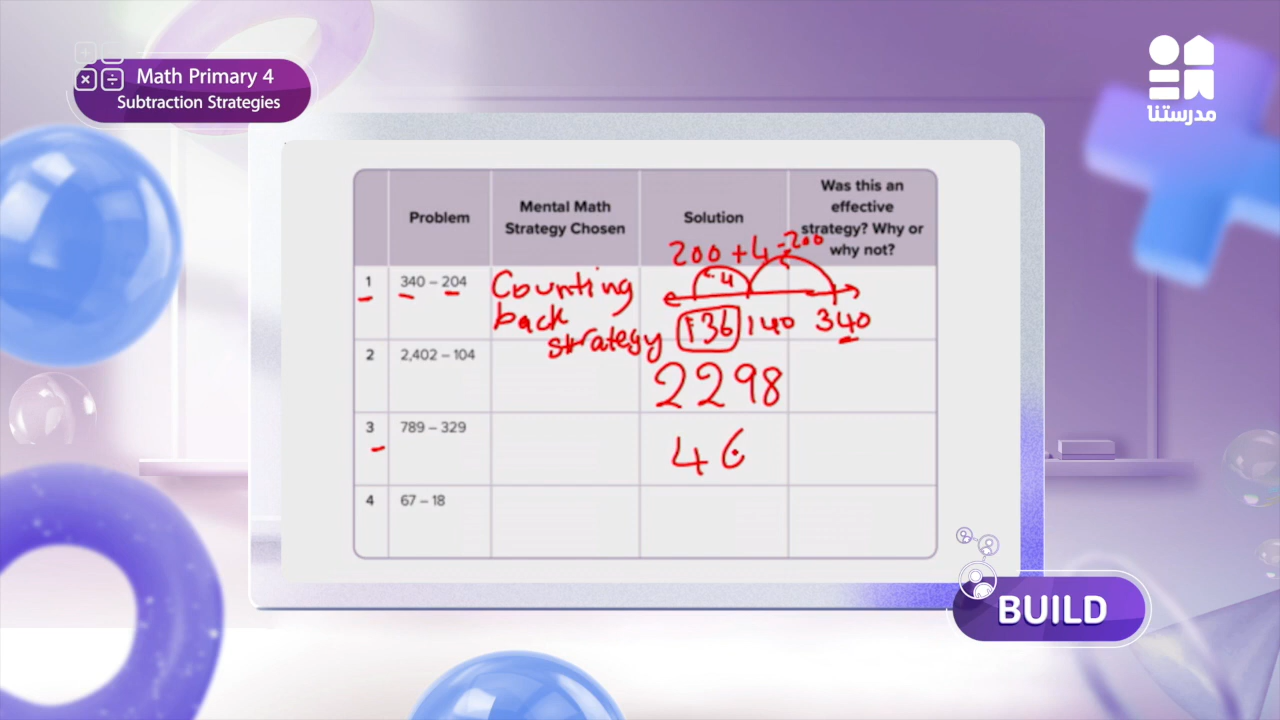 Math Primary 4
Subtraction Strategies
مدرستنا
Problem
Mental Math
Strategy Chosen
Solution
Was this an
effective
strategy? Why or
why not?
200 + 4
-200
1
340 – 204
Counting
back
strategy
-4
136 140 340
2
2,402 – 104
2298
3
789 – 329
46
4
67 – 18
BUILD